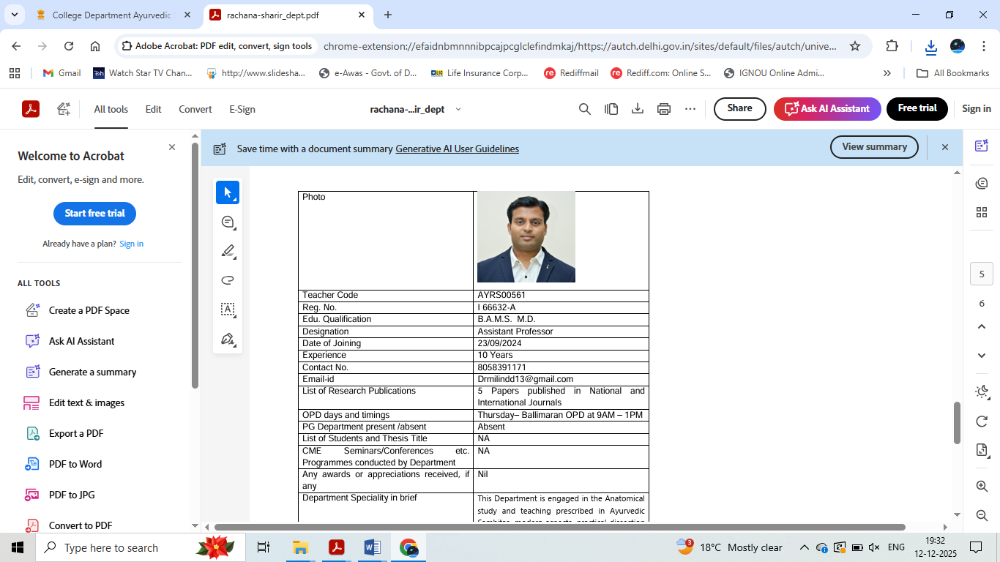 College Department Ayurvedic
rachana-sharir_dept.pdf
Adobe Acrobat: PDF edit, convert, sign tools
chrome-extension://efaidnbmnnnibpcajpcglclefindmkaj/https://autch.delhi.gov.in/sites/default/files/autch/unive...
Gmail
Watch Star TV Chan...
http://www.slidesha...
e-Awas - Govt. of D...
LIC
Life Insurance Corp...
Rediffmail
Rediff.com: Online S...
IGNOU Online Admi...
All Bookmarks
All tools
Edit
Convert
E-Sign
rachana-...ir_dept
Share
Ask AI Assistant
Free trial
Sign in
Welcome to Acrobat
Edit, convert, e-sign and more.
Start free trial
Already have a plan? Sign in
ALL TOOLS
Create a PDF Space
Ask AI Assistant
Generate a summary
Edit text & images
Export a PDF
PDF to Word
PDF to JPG
Convert to PDF
Save time with a document summary Generative AI User Guidelines
View summary
Photo
Teacher Code AYRS00561
Reg. No. I 66632-A
Edu. Qualification B.A.M.S. M.D.
Designation Assistant Professor
Date of Joining 23/09/2024
Experience 10 Years
Contact No. 8058391171
Email-id Drmilindd13@gmail.com
List of Research Publications 5 Papers published in National and
International Journals
OPD days and timings Thursday– Ballimaran OPD at 9AM – 1PM
PG Department present /absent Absent
List of Students and Thesis Title NA
CME Seminars/Conferences etc. NA
Programmes conducted by Department
Any awards or appreciations received, if Nil
any
Department Speciality in brief This Department is engaged in the Anatomical
study and teaching prescribed in Ayurvedic
5
6
Type here to search
3
18°C Mostly clear
ENG
19:32
12-12-2025